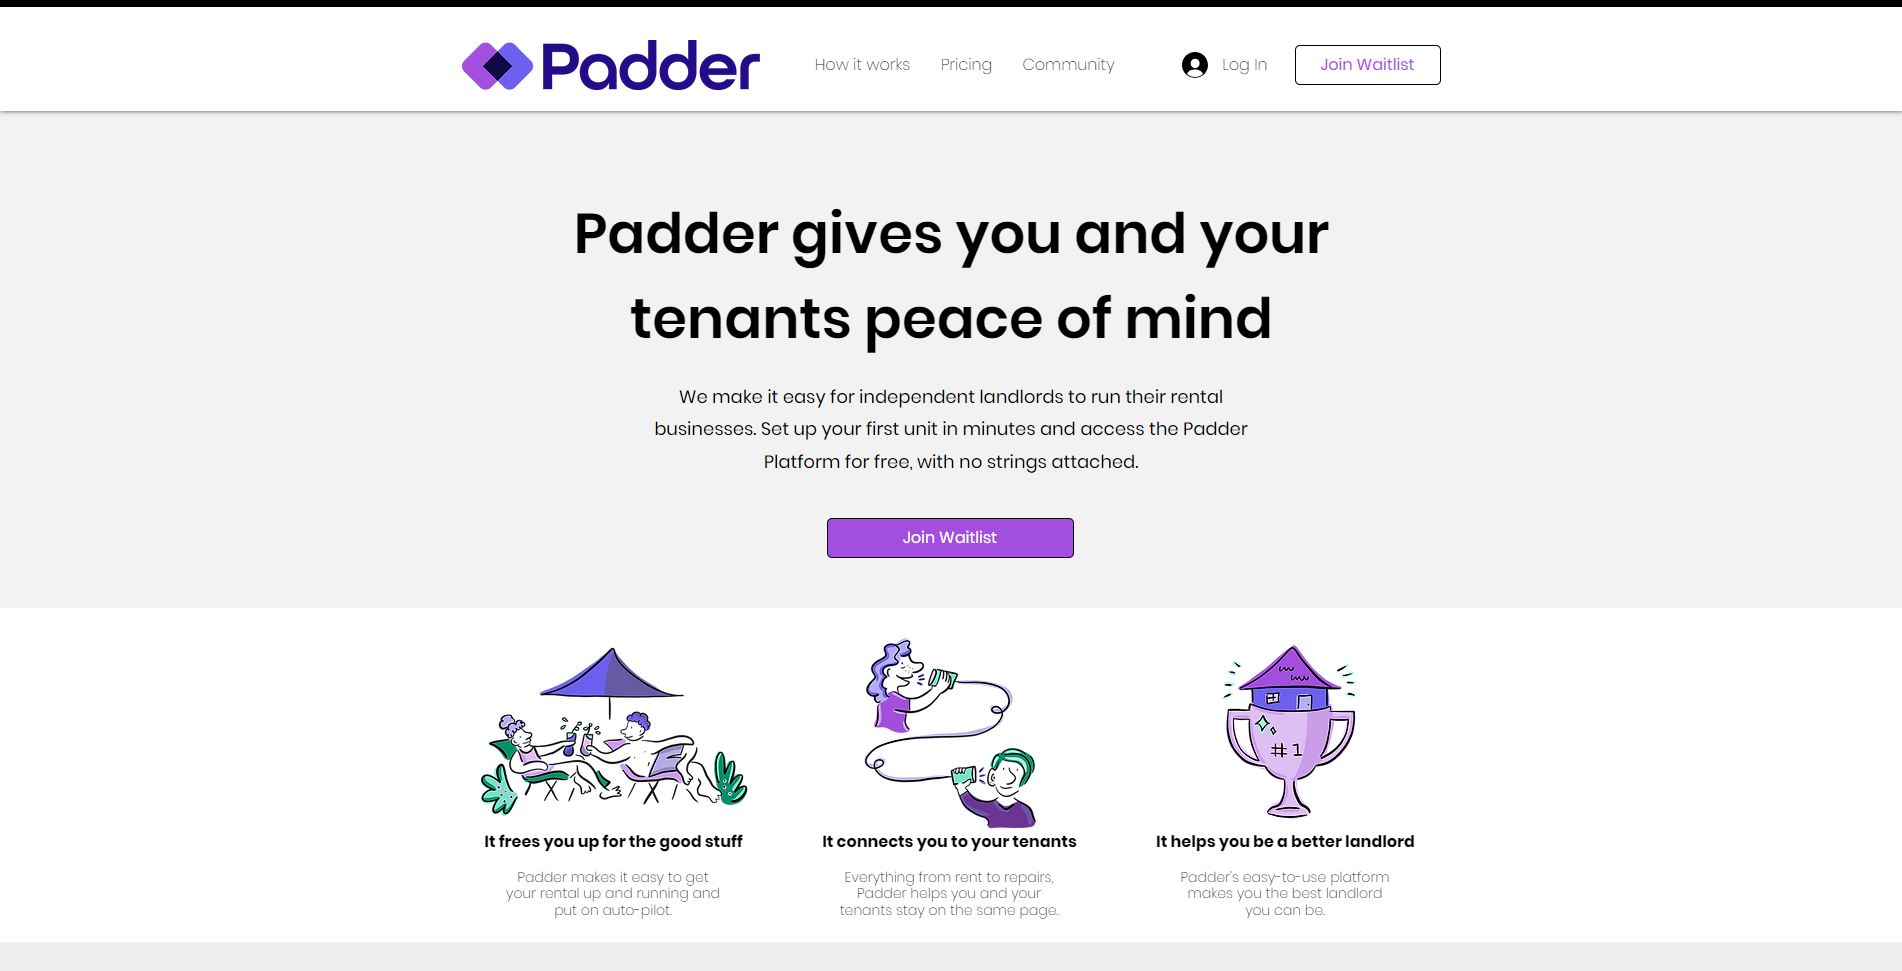 Padder
How it works
Pricing
Community
Log In
Join Waitlist
Padder gives you and your
tenants peace of mind
We make it easy for independent landlords to run their rental
businesses. Set up your first unit in minutes and access the Padder
Platform for free, with no strings attached.
Join Waitlist
#1
It frees you up for the good stuff
Padder makes it easy to get
your rental up and running and
put on auto-pilot.
It connects you to your tenants
Everything from rent to repairs,
Padder helps you and your
tenants stay on the same page.
It helps you be a better landlord
Padder's easy-to-use platform
makes you the best landlord
you can be.